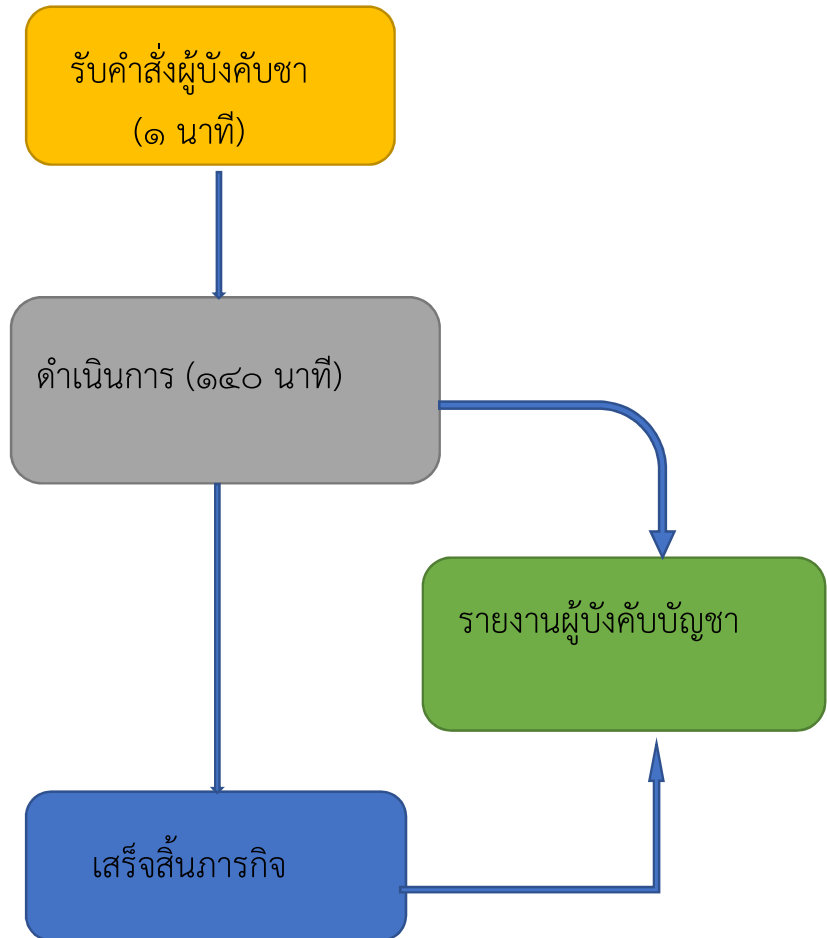 รับคำสั่งผู้บังคับชา
(๑ นาที)
ดำเนินการ (๑๔๐ นาที)
รายงานผู้บังคับบัญชา
เสร็จสิ้นภารกิจ